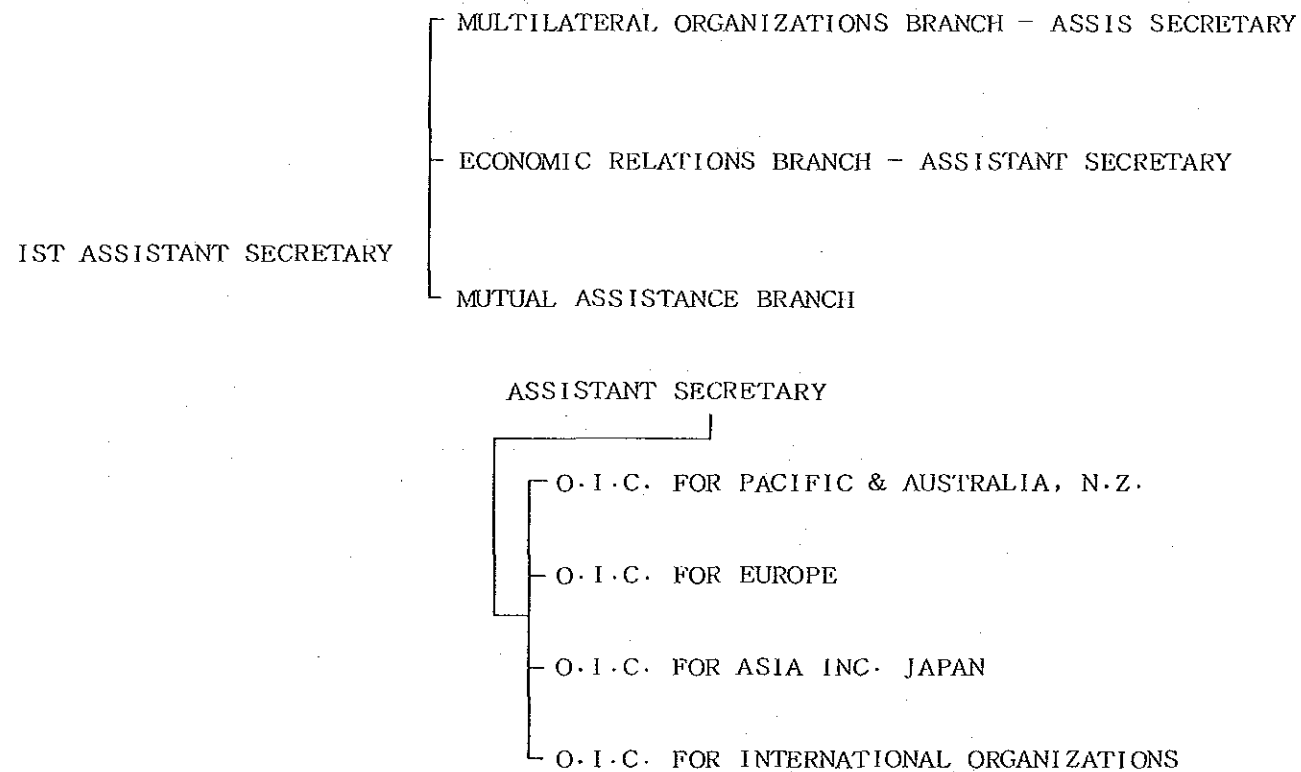 MULTILATERAL ORGANIZATIONS BRANCH - ASSIS SECRETARY
ECONOMIC RELATIONS BRANCH - ASSISTANT SECRETARY
IST ASSISTANT SECRETARY
MUTUAL ASSISTANCE BRANCH
ASSISTANT SECRETARY
O.I.C. FOR PACIFIC & AUSTRALIA, N.Z.
O.I.C. FOR EUROPE
O.I.C. FOR ASIA INC. JAPAN
O.I.C. FOR INTERNATIONAL ORGANIZATIONS